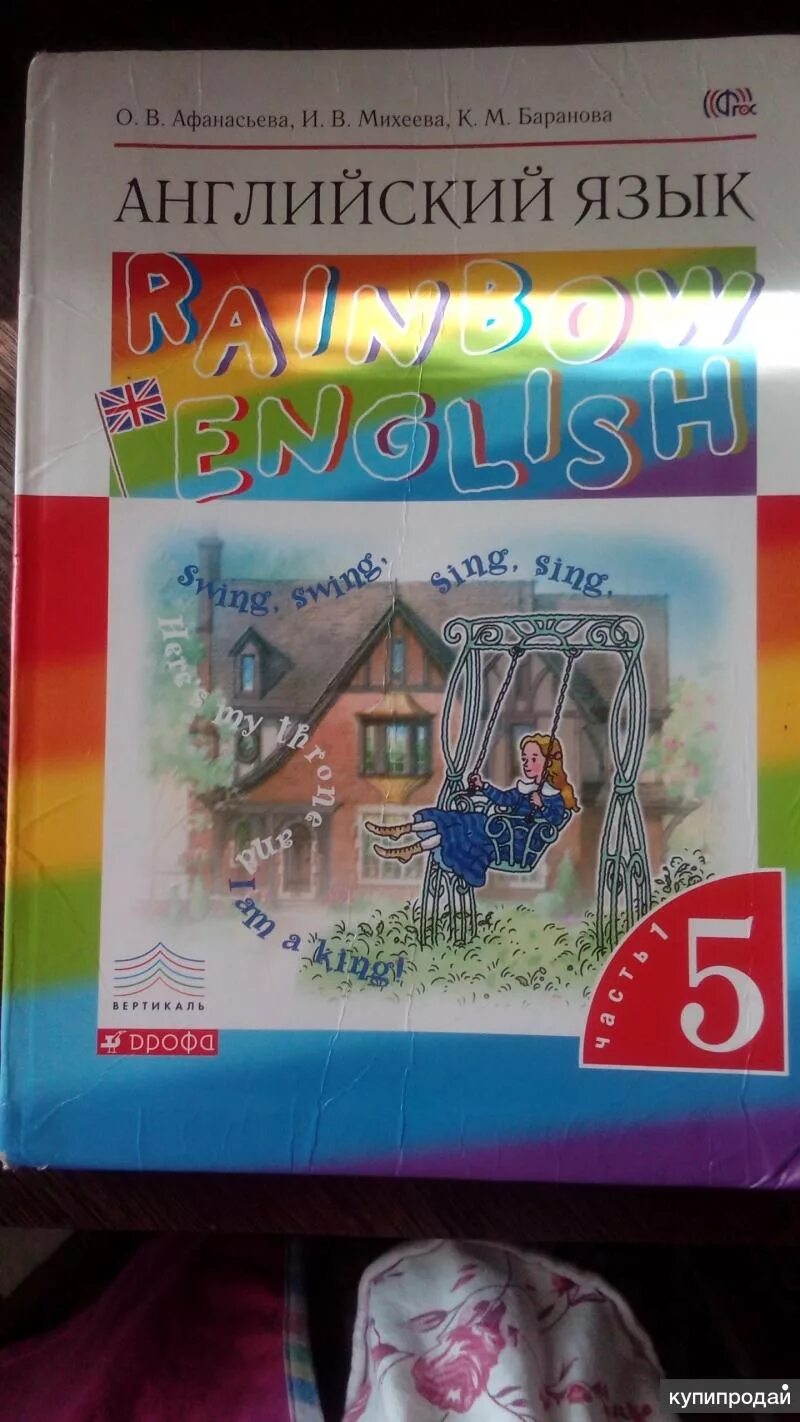 О. В. Афанасьева, И. В. Михеева, К. М. Баранова
ФГОС
АНГЛИЙСКИЙ ЯЗЫК
RAINBOW
ENGLISH
Swing, swing,
sing, sing,
Here's my throne
and
I am a king!
часть 1
5
ВЕРТИКАЛЬ
ДРОФА
купипродай